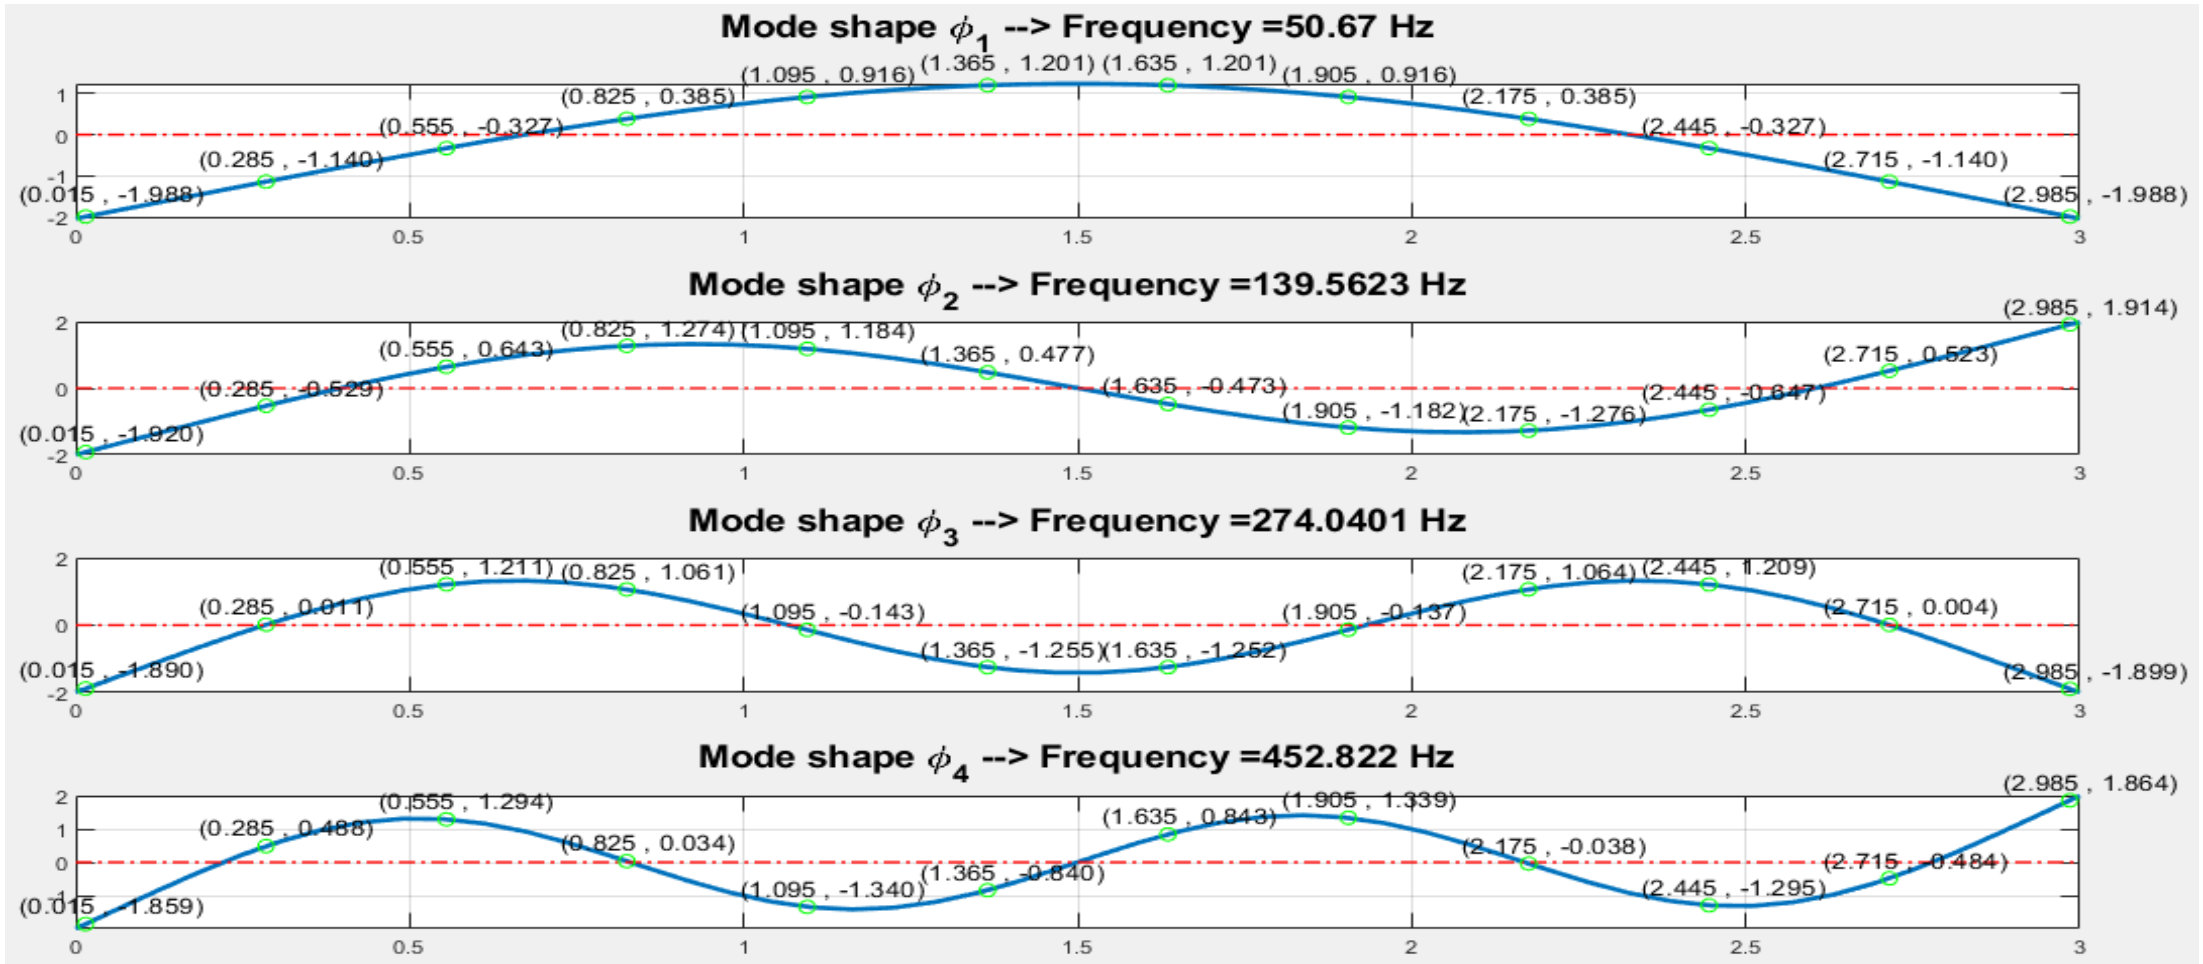 Mode shape ϕ1 --> Frequency =50.67 Hz
(1.365 , 1.201) (1.635 , 1.201)
(1.095 , 0.916) (1.905 , 0.916)
1 (0.825 , 0.385) (2.175 , 0.385)
0 (0.555 , -0.327) (2.445 , -0.327)
(0.285 , -1.140) (2.715 , -1.140)
-1
(0.015 , -1.988) (2.985 , -1.988)
-2
0 0.5 1 1.5 2 2.5 3
Mode shape ϕ2 --> Frequency =139.5623 Hz
(2.985 , 1.914)
2 (0.825 , 1.274) (1.095 , 1.184)
(0.555 , 0.643) (1.365 , 0.477) (2.715 , 0.523)
0 (0.285 , -0.529) (1.635 , -0.473) (2.445 , -0.647)
(1.905 , -1.182) (2.175 , -1.276)
(0.015 , -1.920)
-2
0 0.5 1 1.5 2 2.5 3
Mode shape ϕ3 --> Frequency =274.0401 Hz
2 (0.555 , 1.211) (0.825 , 1.061) (2.175 , 1.064) (2.445 , 1.209)
(0.285 , 0.011) (1.095 , -0.143) (1.905 , -0.137) (2.715 , 0.004)
0
(1.365 , -1.255) (1.635 , -1.252)
(0.015 , -1.890) (2.985 , -1.899)
-2
0 0.5 1 1.5 2 2.5 3
Mode shape ϕ4 --> Frequency =452.822 Hz
(2.985 , 1.864)
2 (0.555 , 1.294) (1.905 , 1.339)
1 (0.285 , 0.488) (1.635 , 0.843)
0 (0.825 , 0.034) (2.175 , -0.038) (2.715 , -0.484)
(1.365 , -0.840)
-1 (1.095 , -1.340) (2.445 , -1.295)
(0.015 , -1.859)
0 0.5 1 1.5 2 2.5 3